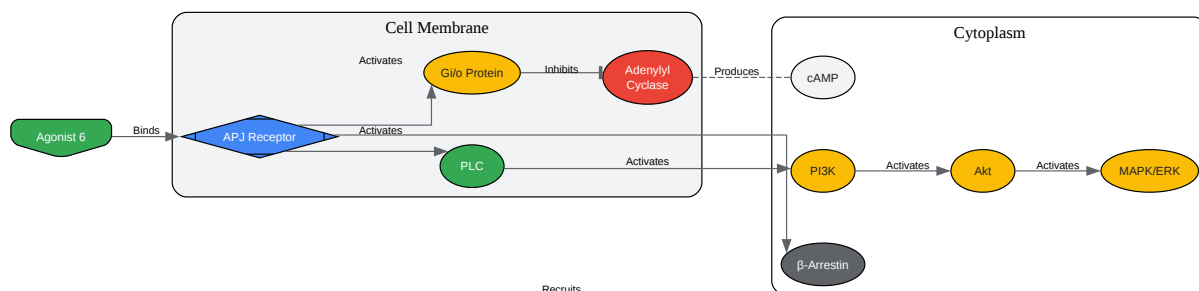 Cell Membrane
Cytoplasm
Activates
Gi/o Protein
Inhibits
Adenylyl
Cyclase
Produces
cAMP
Agonist 6
Binds
APJ Receptor
Activates
PLC
Activates
PI3K
Activates
Akt
Activates
MAPK/ERK
β-Arrestin
Recruits